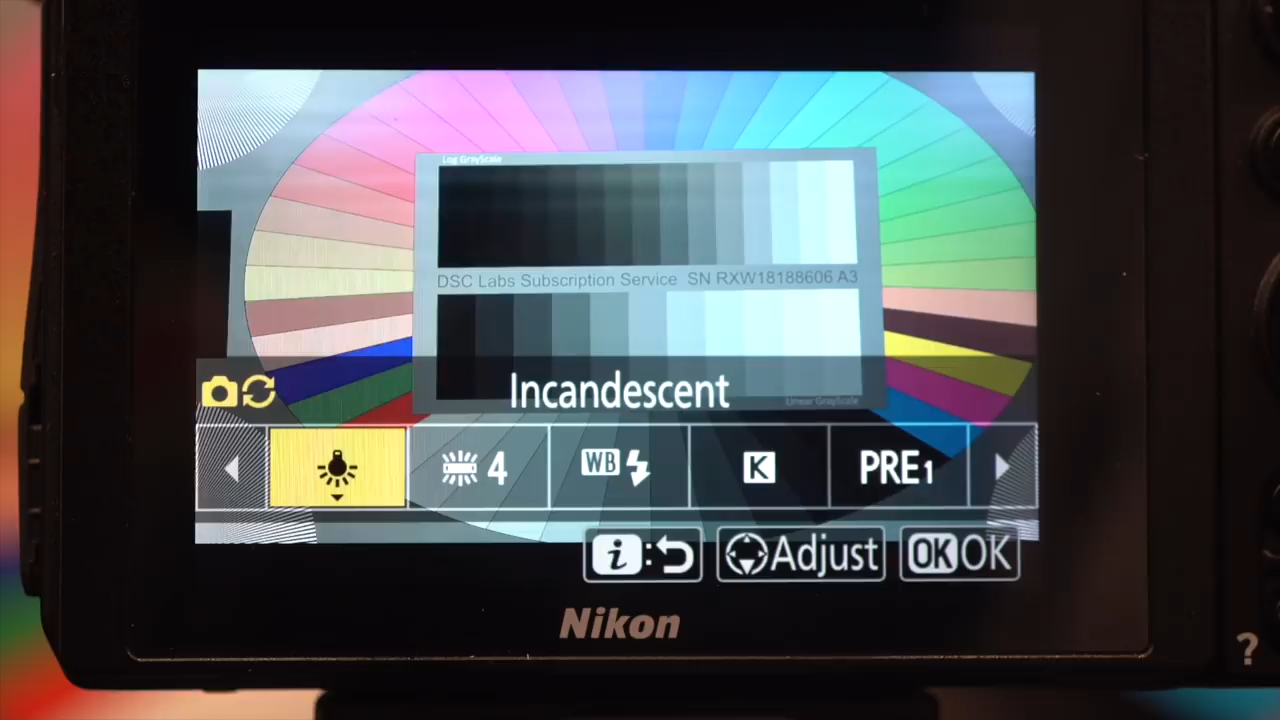 Log GrayScale
DSC Labs Subscription Service SN RXW18188606 A3
Incandescent
Linear GrayScale
4 WB K PRE1
i: Adjust OK OK
Nikon
?